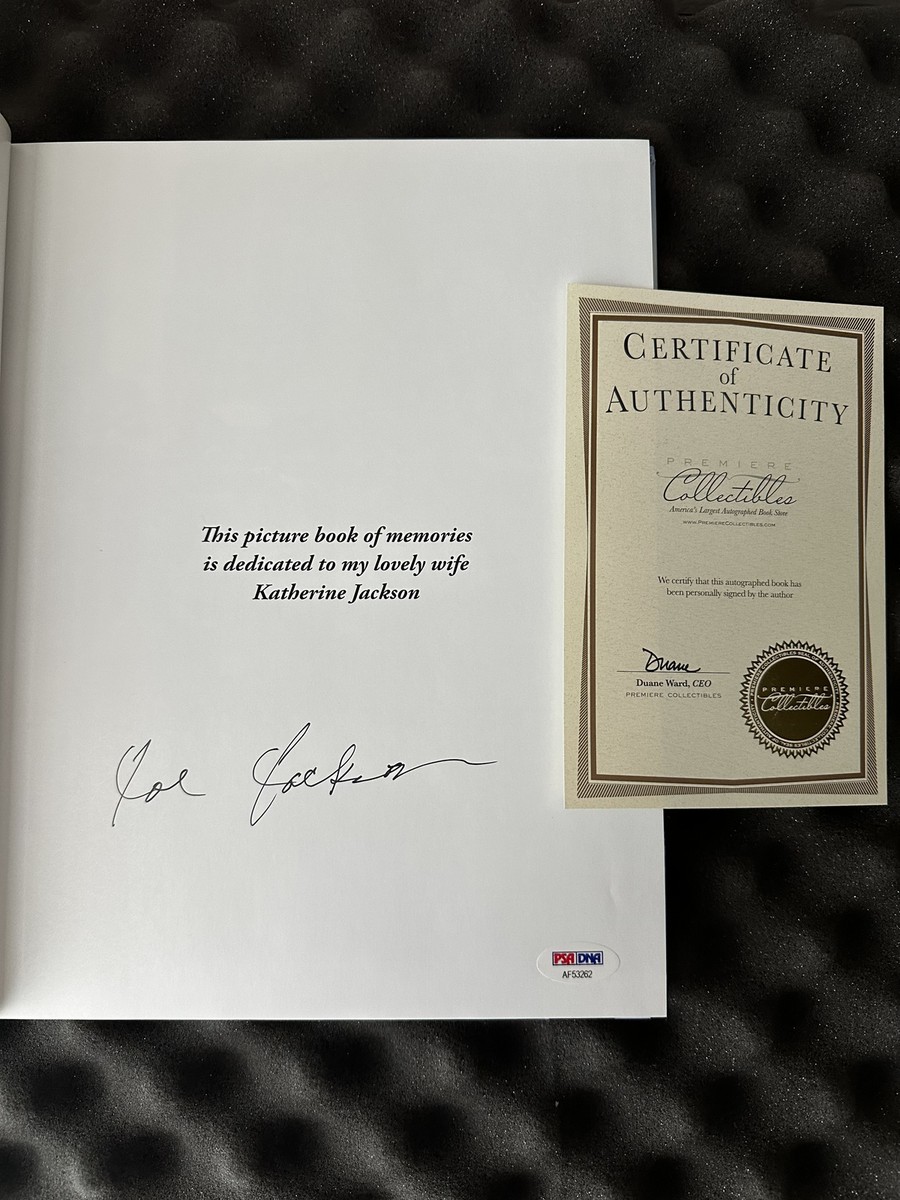 This picture book of memories
is dedicated to my lovely wife
Katherine Jackson
Joe Jackson
PSA DNA
AF53262
CERTIFICATE
of
AUTHENTICITY
PREMIERE
Collectibles
America's Largest Autographed Book Store
www.PremiereCollectibles.com
We certify that this autographed book has
been personally signed by the author
Duane
Duane Ward, CEO
PREMIERE COLLECTIBLES
PREMIERE
Collectibles